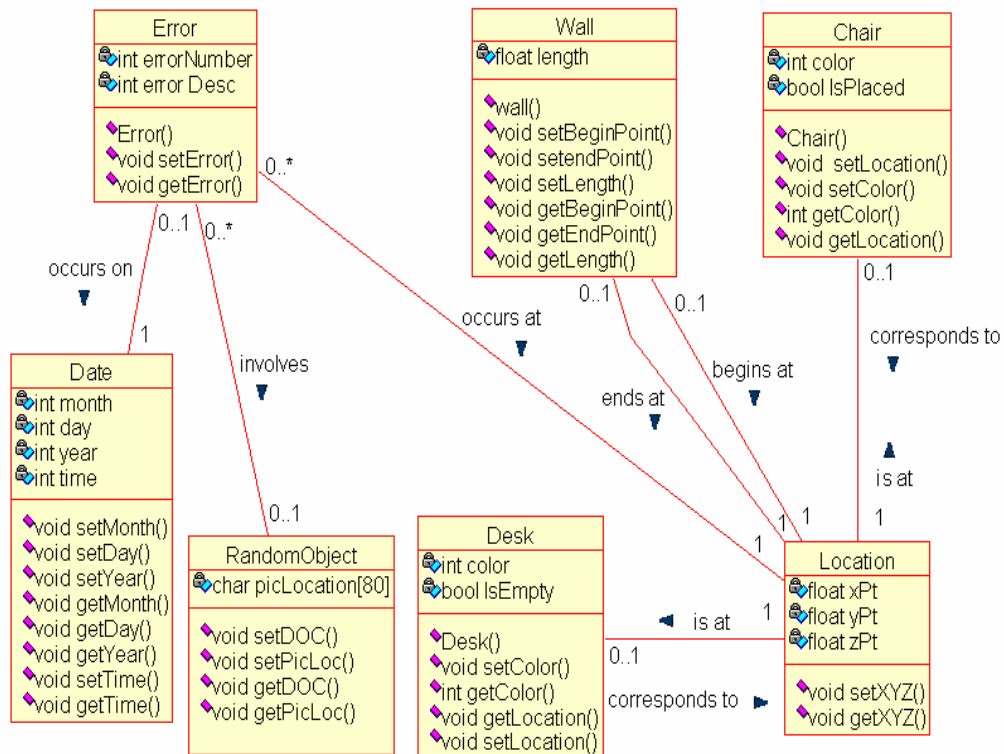 Error
int errorNumber
int error Desc
Error()
void setError()
void getError()
Wall
float length
wall()
void setBeginPoint()
void setendPoint()
void setLength()
void getBeginPoint()
void getEndPoint()
void getLength()
Chair
int color
bool IsPlaced
Chair()
void setLocation()
void setColor()
int getColor()
void getLocation()
0..*
0..1
0..*
occurs on
1
involves
0..1
occurs at
1
0..1
0..1
ends at
begins at
1
1
0..1
corresponds to
is at
1
Date
int month
int day
int year
int time
void setMonth()
void setDay()
void setYear()
void getMonth()
void getDay()
void getYear()
void setTime()
void getTime()
RandomObject
char picLocation[80]
void setDOC()
void setPicLoc()
void getDOC()
void getPicLoc()
Desk
int color
bool IsEmpty
Desk()
void setColor()
int getColor()
void getLocation()
void setLocation()
is at
1
0..1
corresponds to
Location
float xPt
float yPt
float zPt
void setXYZ()
void getXYZ()